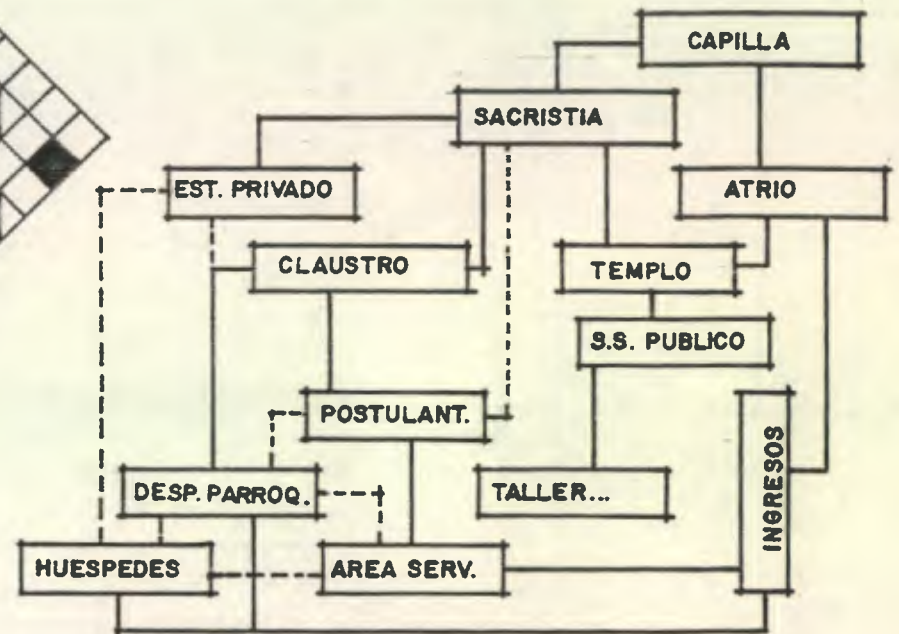 CAPILLA
SACRISTIA
EST. PRIVADO
ATRIO
CLAUSTRO
TEMPLO
S.S. PUBLICO
POSTULANT.
INGRESOS
DESP. PARROQ.
TALLER...
HUESPEDES
AREA SERV.